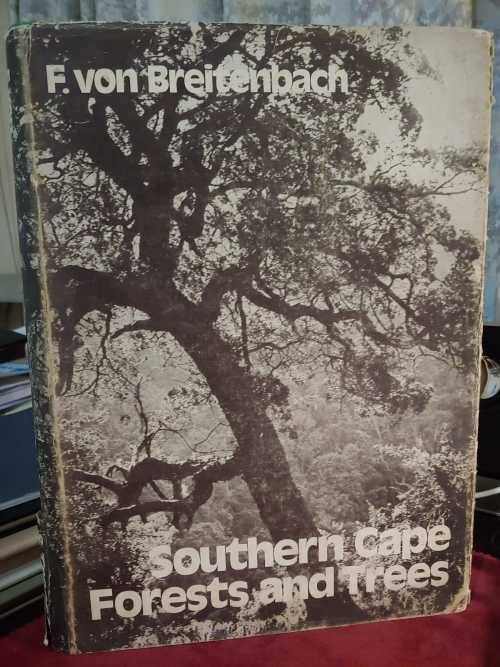 F. von Breitenbach
Southern Cape
Forests and Trees